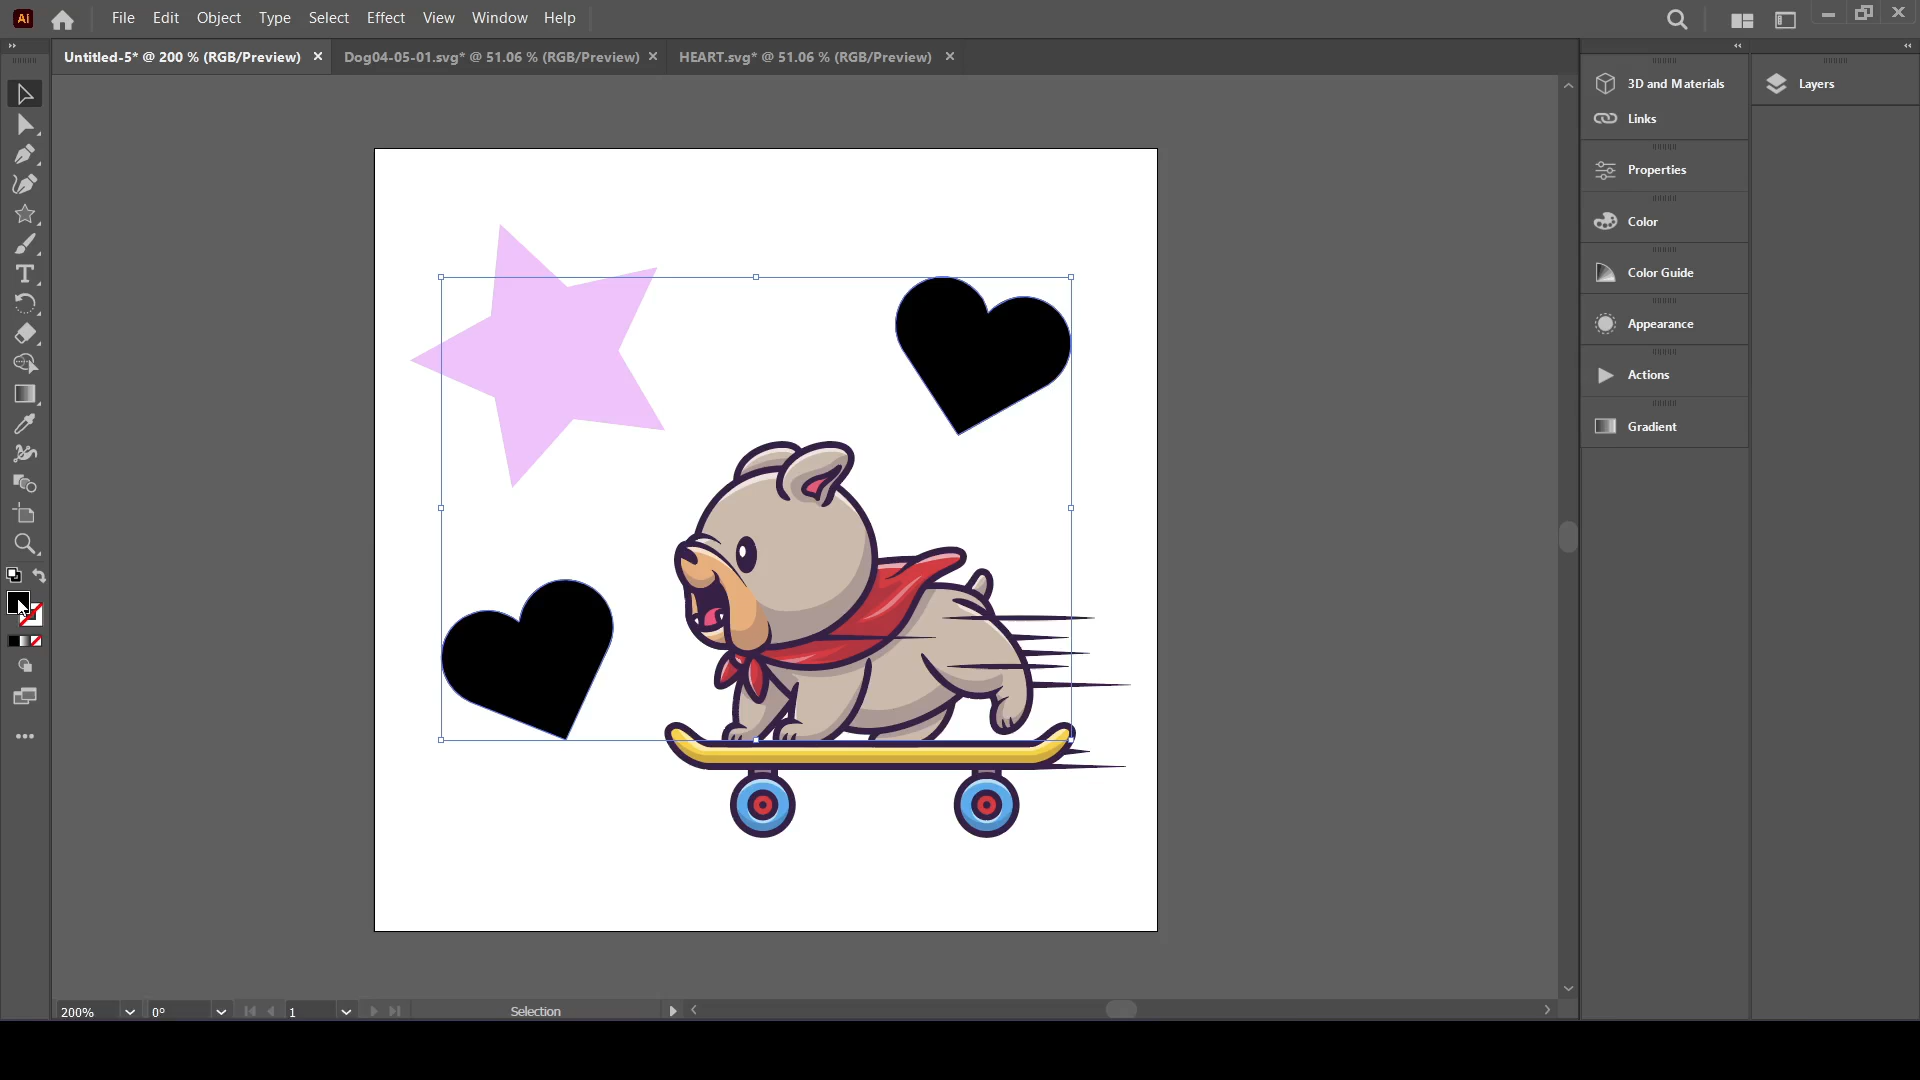 Ai File Edit Object Type Select Effect View Window Help
Untitled-5* @ 200 % (RGB/Preview) Dog04-05-01.svg* @ 51.06 % (RGB/Preview) HEART.svg* @ 51.06 % (RGB/Preview)
3D and Materials
Links
Properties
Color
Color Guide
Appearance
Actions
Gradient
Layers
200% 0° 1 Selection